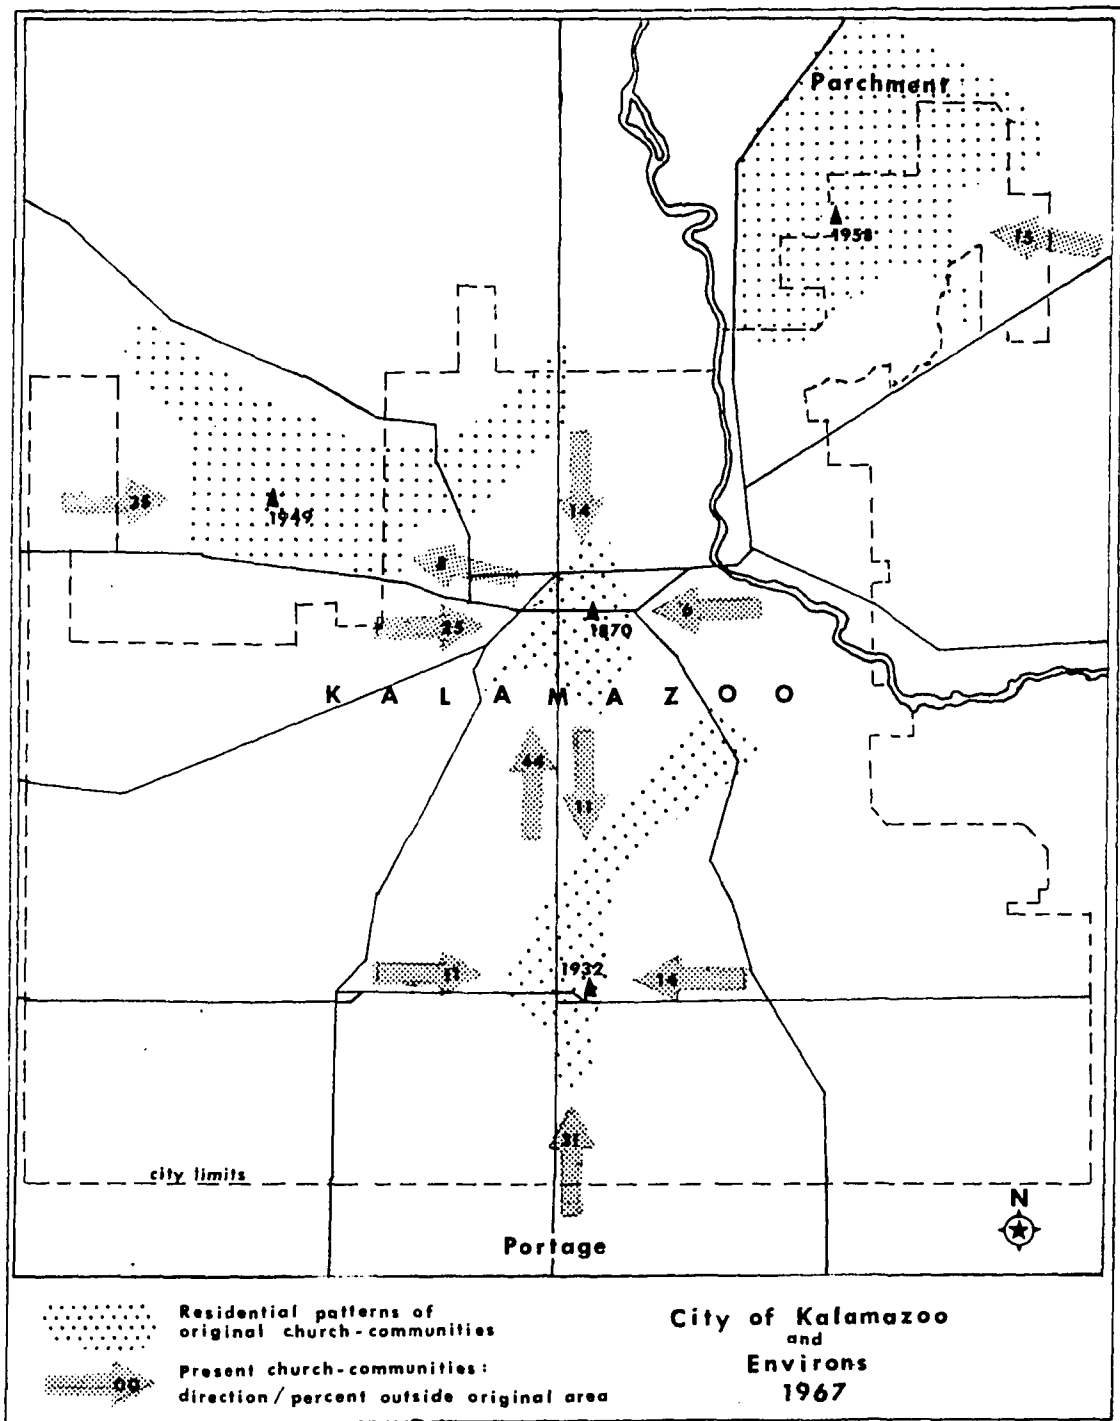 Parchment
1958
15
35
1949
14
8
25
1870
6
K A L A M A Z O O
44
11
11
1932
14
31
city limits
N
Portage
Residential patterns of
original church-communities
Present church-communities:
direction/percent outside original area
00
City of Kalamazoo
and
Environs
1967